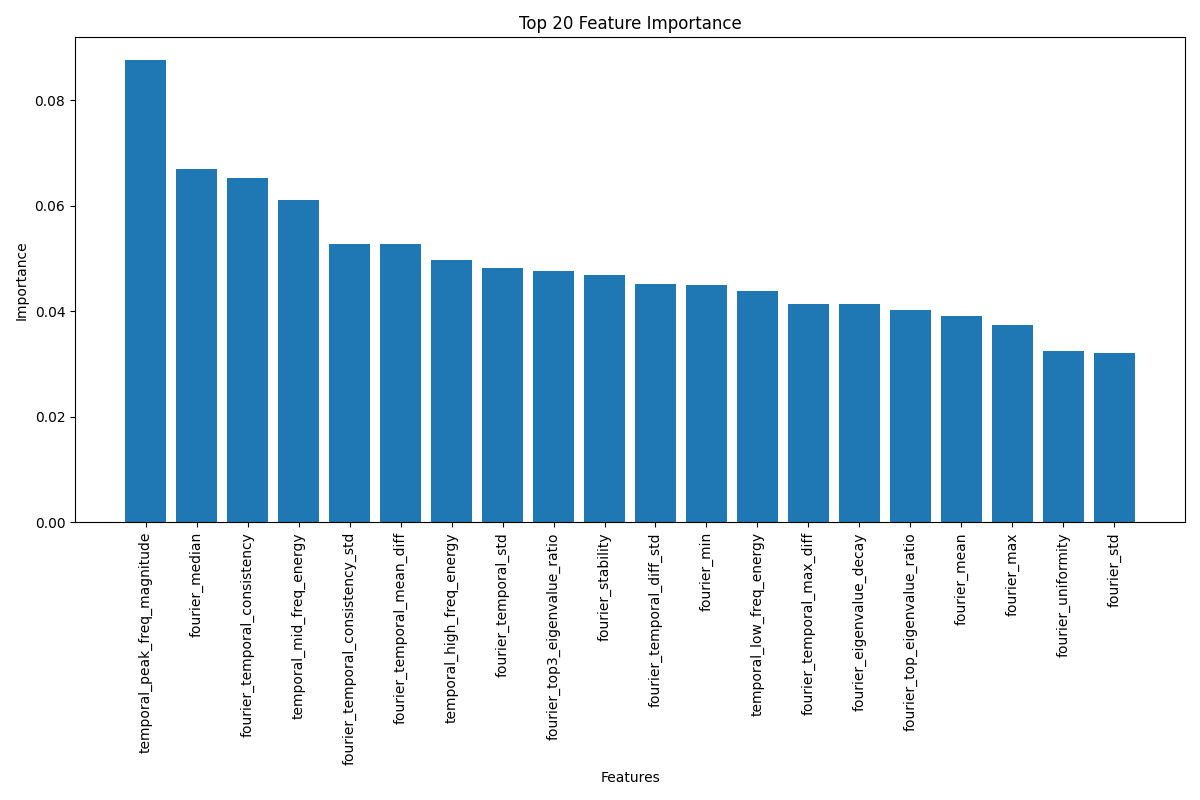 Top 20 Feature Importance
Importance
0.08
0.06
0.04
0.02
0.00
temporal_peak_freq_magnitude
fourier_median
fourier_temporal_consistency
temporal_mid_freq_energy
fourier_temporal_consistency_std
fourier_temporal_mean_diff
temporal_high_freq_energy
fourier_temporal_std
fourier_top3_eigenvalue_ratio
fourier_stability
fourier_temporal_diff_std
fourier_min
temporal_low_freq_energy
fourier_temporal_max_diff
fourier_eigenvalue_decay
fourier_top_eigenvalue_ratio
fourier_mean
fourier_max
fourier_uniformity
fourier_std
Features